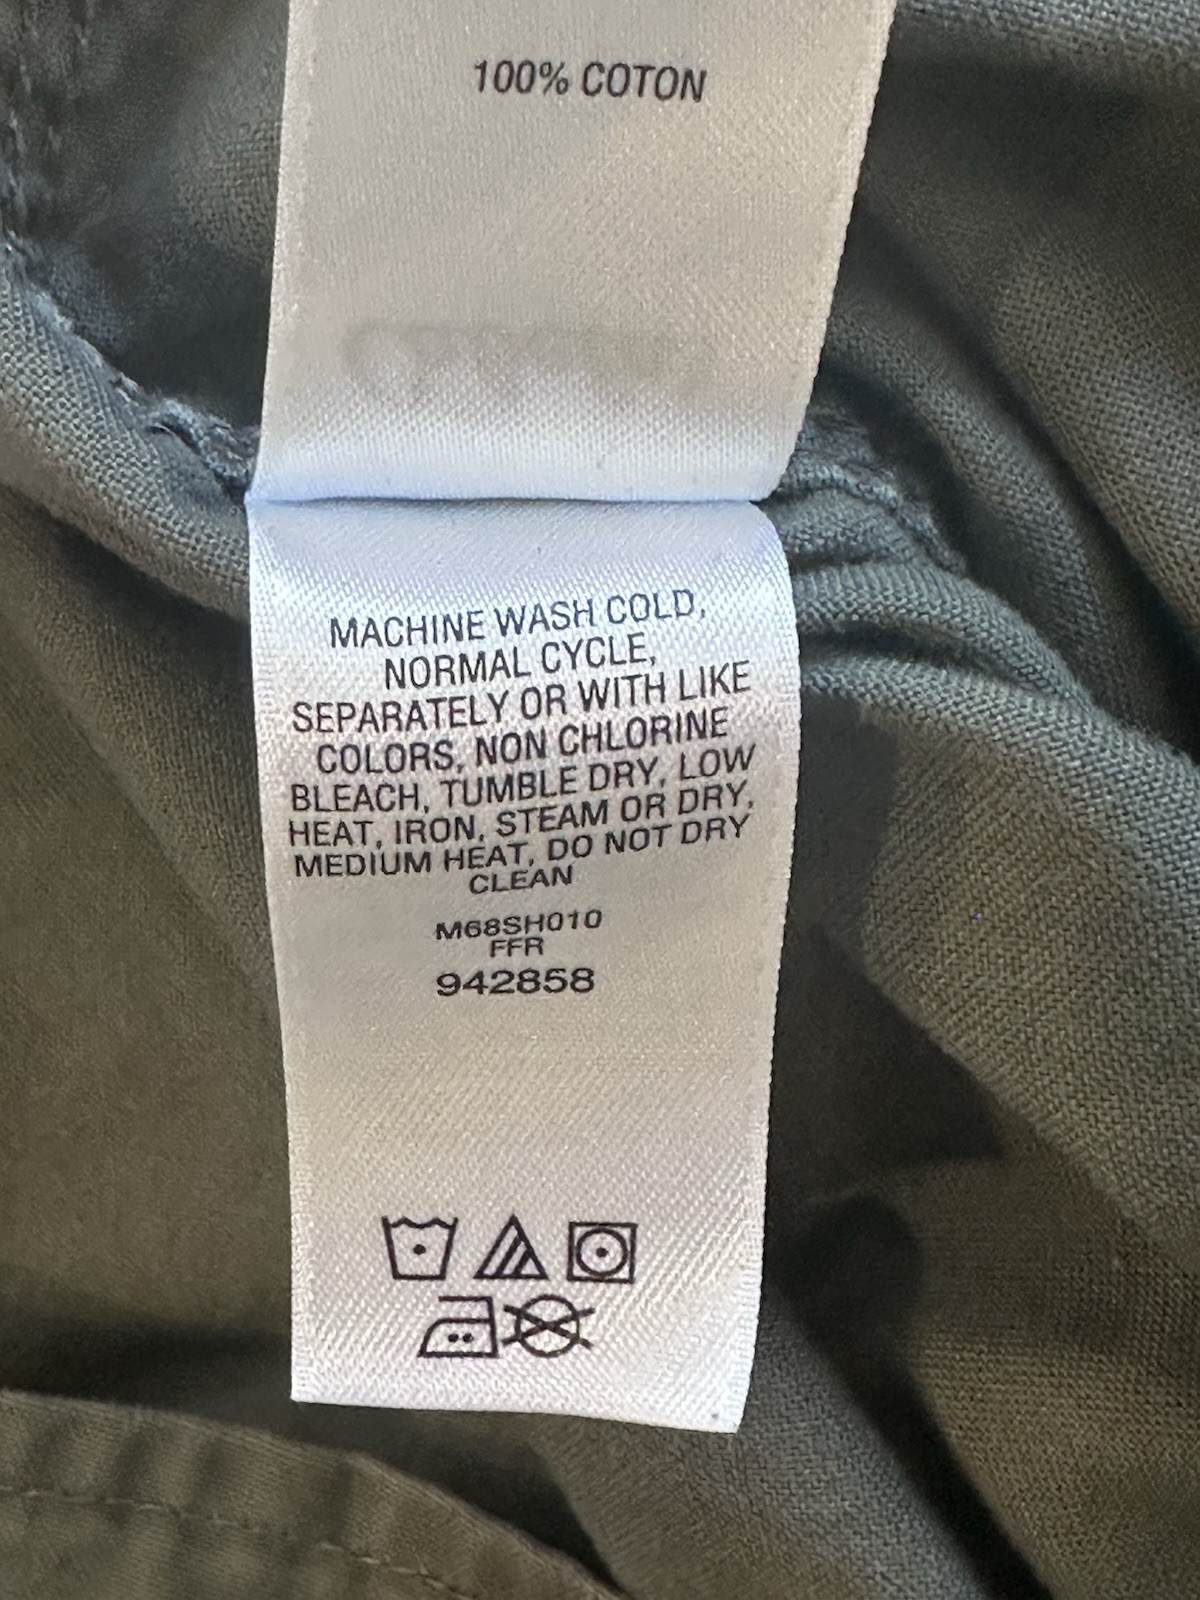 100% COTON
MACHINE WASH COLD,
NORMAL CYCLE,
SEPARATELY OR WITH LIKE
COLORS, NON CHLORINE
BLEACH, TUMBLE DRY, LOW
HEAT, IRON, STEAM OR DRY,
MEDIUM HEAT, DO NOT DRY
CLEAN
M68SH010
FFR
942858